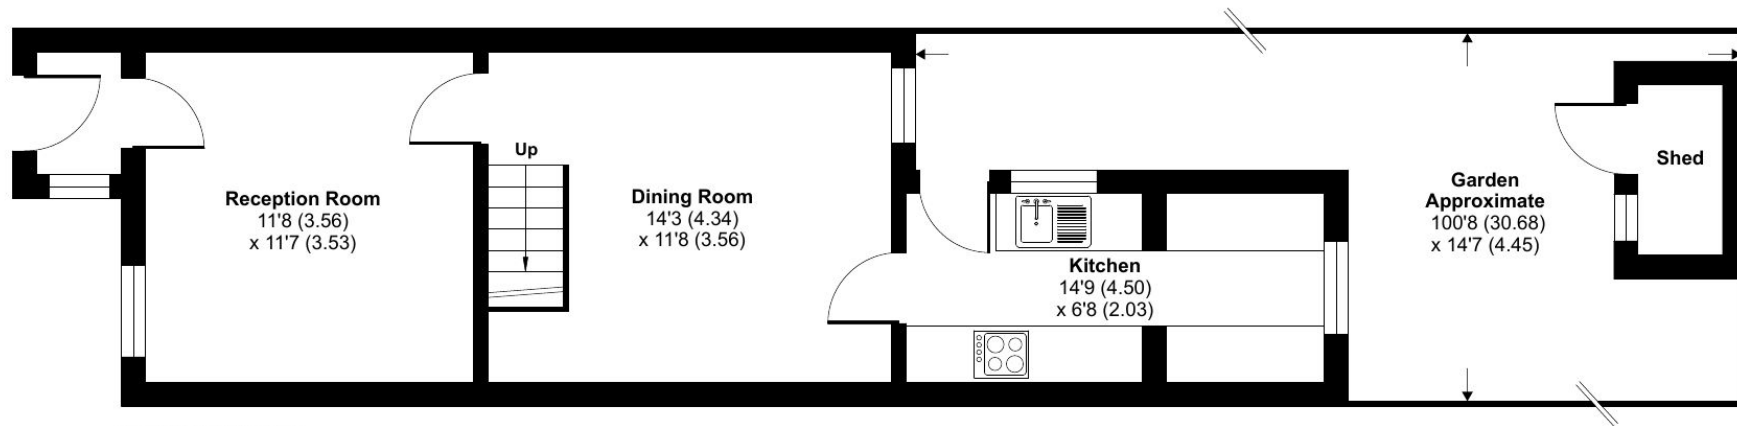 Reception Room
11'8 (3.56)
x 11'7 (3.53)
Up
Dining Room
14'3 (4.34)
x 11'8 (3.56)
Kitchen
14'9 (4.50)
x 6'8 (2.03)
Garden
Approximate
100'8 (30.68)
x 14'7 (4.45)
Shed